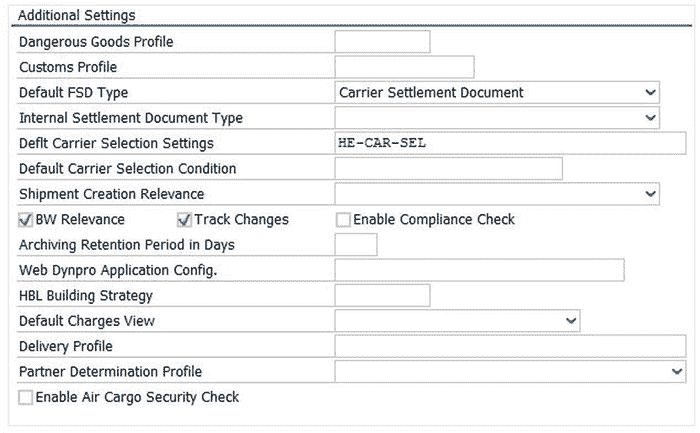 Additional Settings
Dangerous Goods Profile
Customs Profile
Default FSD Type Carrier Settlement Document
Internal Settlement Document Type
Deflt Carrier Selection Settings HE-CAR-SEL
Default Carrier Selection Condition
Shipment Creation Relevance
BW Relevance Track Changes Enable Compliance Check
Archiving Retention Period in Days
Web Dynpro Application Config.
HBL Building Strategy
Default Charges View
Delivery Profile
Partner Determination Profile
Enable Air Cargo Security Check